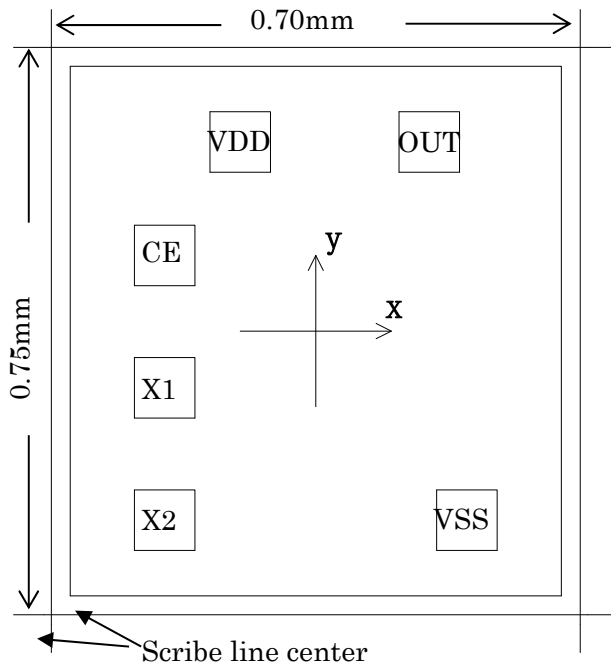 0.70mm
VDD OUT
CE
y
x
0.75mm
X1
X2
VSS
Scribe line center